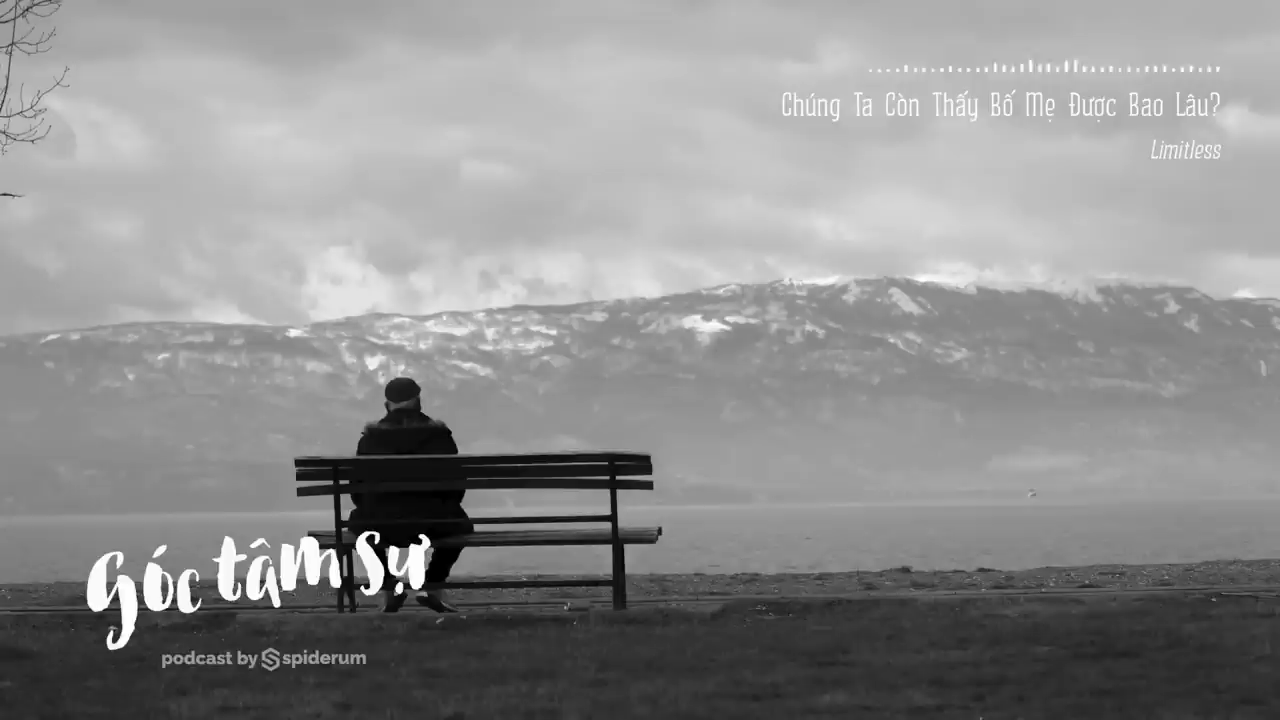 Chúng Ta Còn Thấy Bố Mẹ Được Bao Lâu?
Limitless
Góc tâm sự
podcast by spiderum